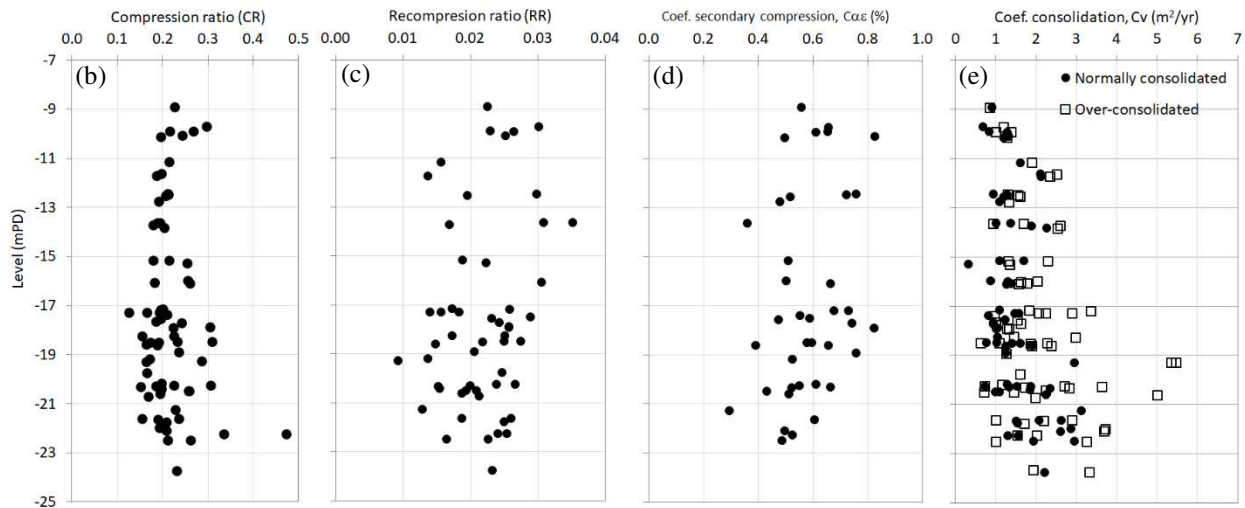 Compression ratio (CR)
0.0 0.1 0.2 0.3 0.4 0.5
Recompresion ratio (RR)
0.00 0.01 0.02 0.03 0.04
Coef. secondary compression, Cαε (%)
0.0 0.2 0.4 0.6 0.8 1.0
Coef. consolidation, Cv (m²/yr)
0 1 2 3 4 5 6 7
Level (mPD)
-7
-9
-11
-13
-15
-17
-19
-21
-23
-25
(b)
(c)
(d)
(e)
Normally consolidated
Over-consolidated